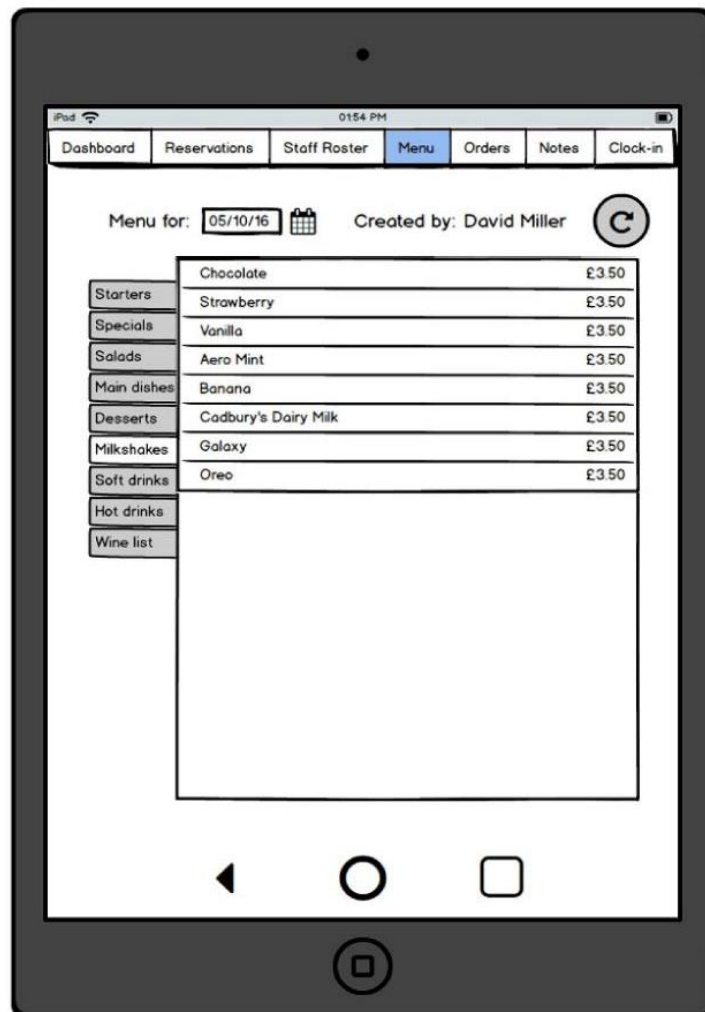 iPod 01:54 PM
Dashboard Reservations Staff Roster Menu Orders Notes Clock-in
Menu for: 05/10/16 Created by: David Miller
Starters
Specials
Salads
Main dishes
Desserts
Milkshakes
Soft drinks
Hot drinks
Wine list
Chocolate £3.50
Strawberry £3.50
Vanilla £3.50
Aero Mint £3.50
Banana £3.50
Cadbury's Dairy Milk £3.50
Galaxy £3.50
Oreo £3.50